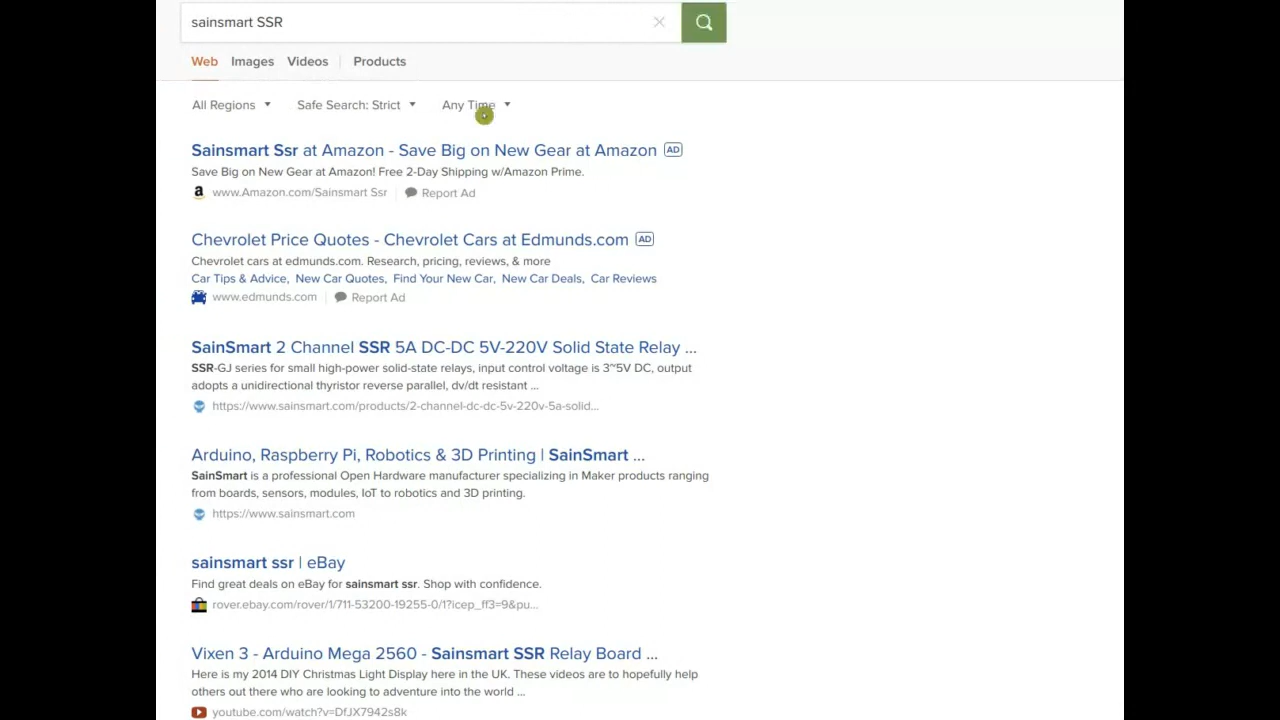 sainsmart SSR
Web Images Videos Products
All Regions Safe Search: Strict Any Time
Sainsmart Ssr at Amazon - Save Big on New Gear at Amazon AD
Save Big on New Gear at Amazon! Free 2-Day Shipping w/Amazon Prime.
www.Amazon.com/Sainsmart Ssr Report Ad
Chevrolet Price Quotes - Chevrolet Cars at Edmunds.com AD
Chevrolet cars at edmunds.com. Research, pricing, reviews, & more
Car Tips & Advice, New Car Quotes, Find Your New Car, New Car Deals, Car Reviews
www.edmunds.com Report Ad
SainSmart 2 Channel SSR 5A DC-DC 5V-220V Solid State Relay ...
SSR-GJ series for small high-power solid-state relays, input control voltage is 3~5V DC, output
adopts a unidirectional thyristor reverse parallel, dv/dt resistant ...
https://www.sainsmart.com/products/2-channel-dc-dc-5v-220v-5a-solid...
Arduino, Raspberry Pi, Robotics & 3D Printing | SainSmart ...
SainSmart is a professional Open Hardware manufacturer specializing in Maker products ranging
from boards, sensors, modules, IoT to robotics and 3D printing.
https://www.sainsmart.com
sainsmart ssr | eBay
Find great deals on eBay for sainsmart ssr. Shop with confidence.
rover.ebay.com/rover/1/711-53200-19255-0/1?icep_ff3=9&pu...
Vixen 3 - Arduino Mega 2560 - Sainsmart SSR Relay Board ...
Here is my 2014 DIY Christmas Light Display here in the UK. These videos are to hopefully help
others out there who are looking to adventure into the world ...
youtube.com/watch?v=DfJX7942s8k